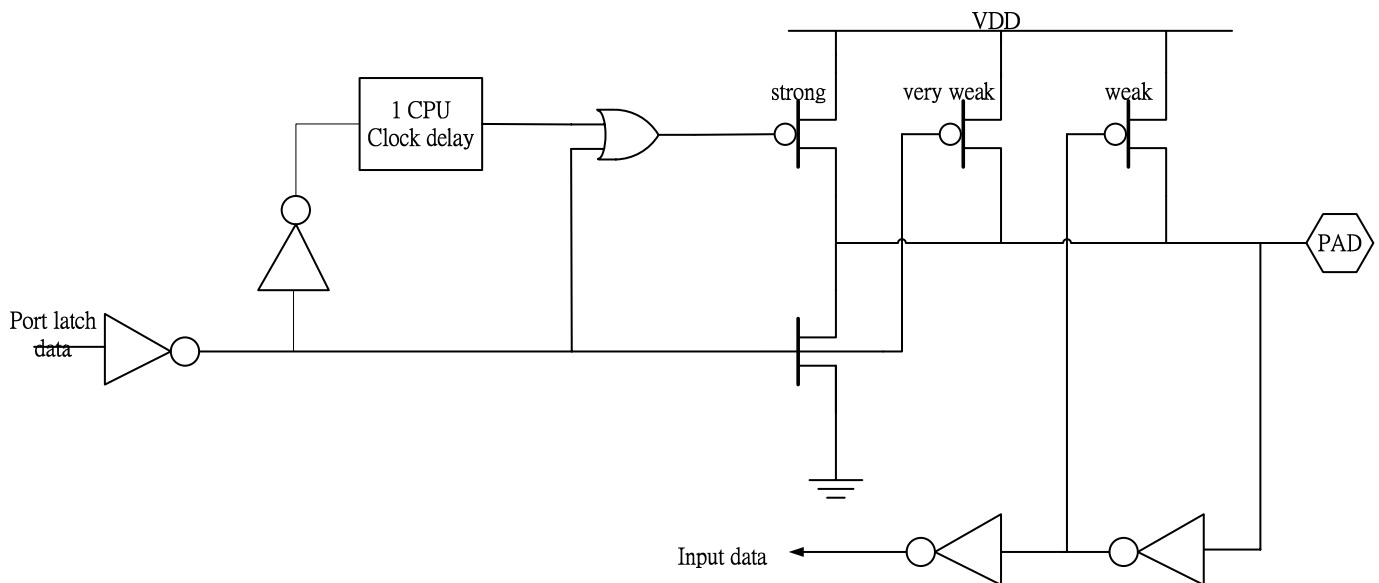 VDD
strong
very weak
weak
1 CPU
Clock delay
PAD
Port latch
data
Input data